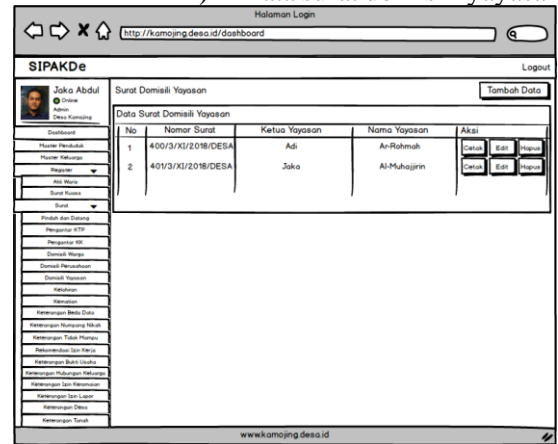 Halaman Login
http://kamojing.desa.id/dashboard
SIPAKDe
Logout
Jaka Abdul
Online
Admin
Desa Kamojing
Surat Domisili Yayasan
Tambah Data
Data Surat Domisili Yayasan
No Nomor Surat Ketua Yayasan Nama Yayasan Aksi
1 400/3/XI/2018/DESA Adi Ar-Rahmah Cetak Edit Hapus
2 401/3/XI/2018/DESA Jaka Al-Muhajjirin Cetak Edit Hapus
Dashboard
Master Penduduk
Master Keluarga
Register
Ahli Waris
Surat Kuasa
Surat
Pindah dan Datang
Pengantar KTP
Pengantar KK
Domisili Warga
Domisili Perusahaan
Domisili Yayasan
Kelahiran
Kematian
Keterangan Beda Data
Keterangan Numpang Nikah
Keterangan Tidak Mampu
Rekomendasi Izin Kerja
Keterangan Bukti Usaha
Keterangan Hubungan Keluarga
Keterangan Izin Keramaian
Keterangan Izin Lapor
Keterangan Desa
Keterangan Tanah
www.kamojing.desa.id